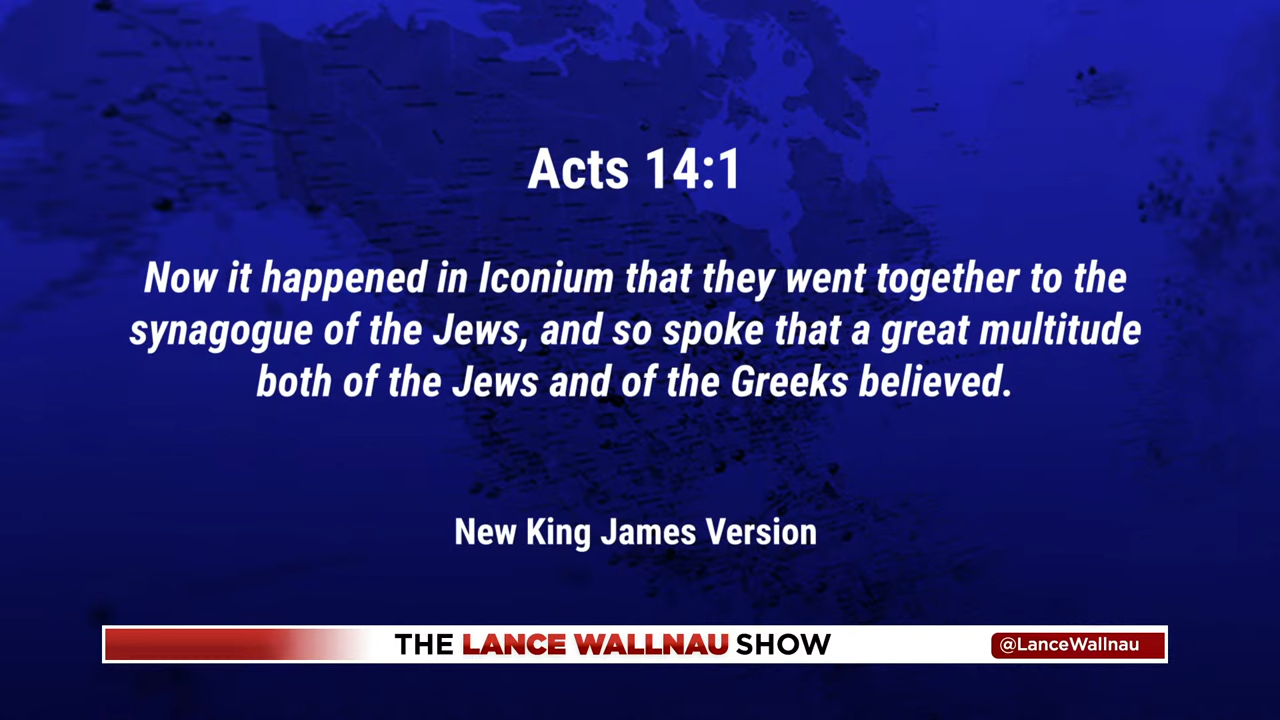 Acts 14:1
Now it happened in Iconium that they went together to the
synagogue of the Jews, and so spoke that a great multitude
both of the Jews and of the Greeks believed.
New King James Version
THE LANCE WALLNAU SHOW
@LanceWallnau